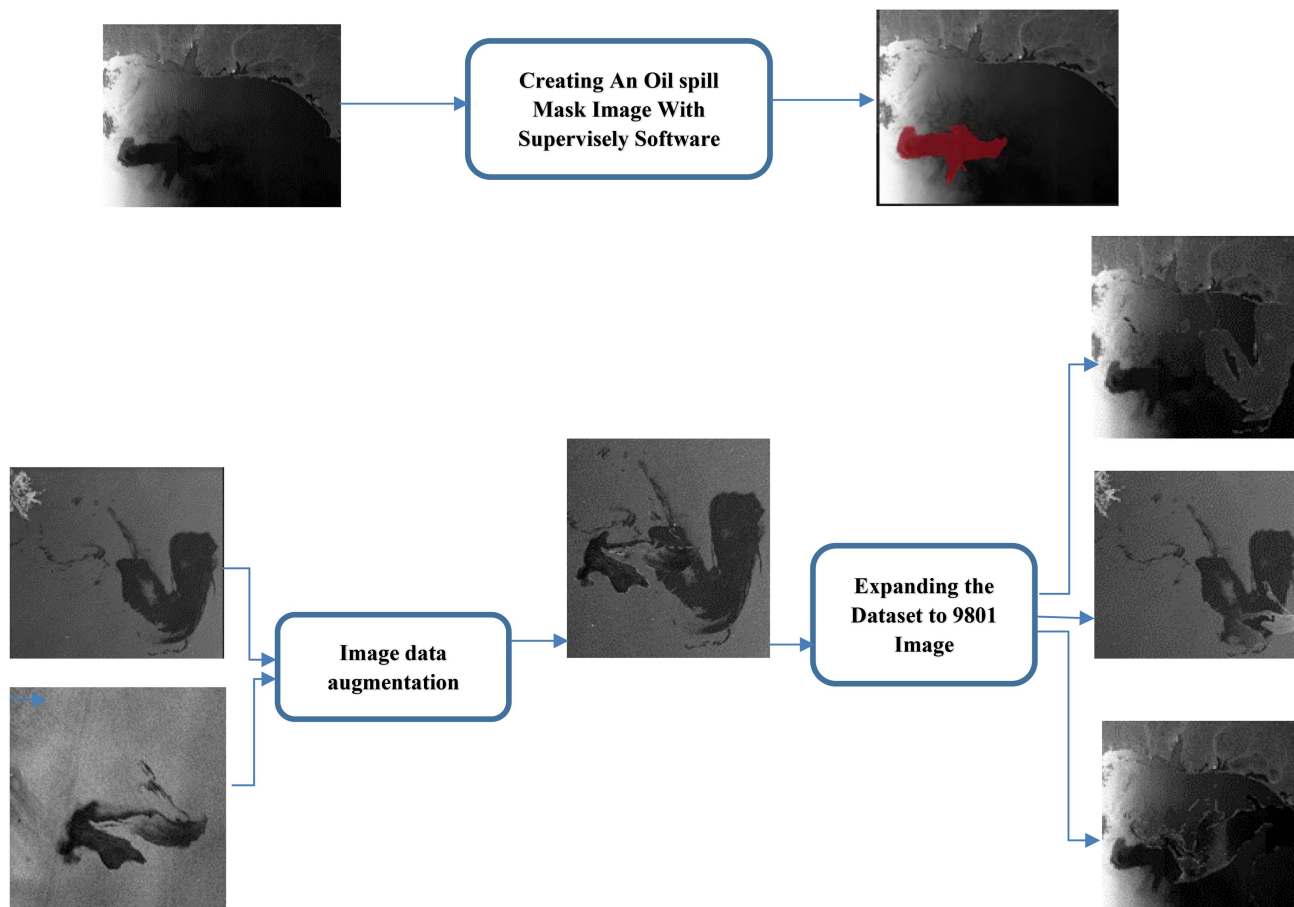 Creating An Oil spill
Mask Image With
Supervisely Software
Image data
augmentation
Expanding the
Dataset to 9801
Image